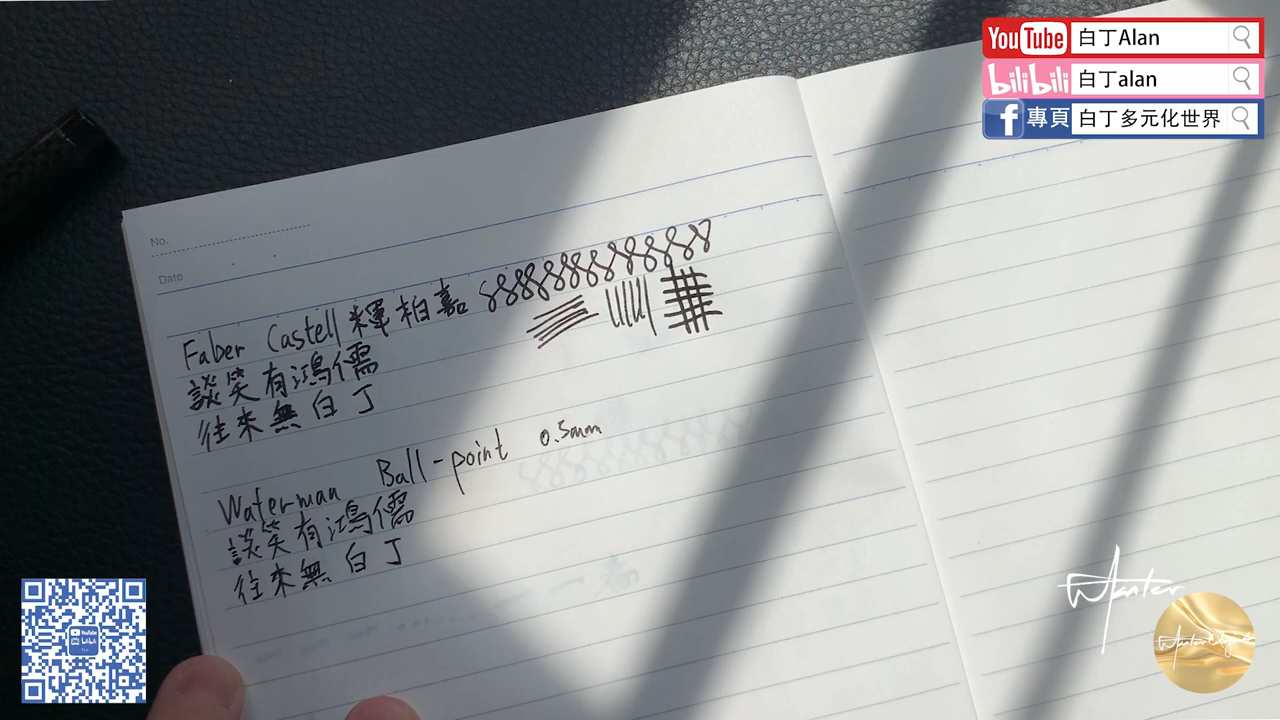 YouTube 白丁Alan
bilibili 白丁alan
f 專頁 白丁多元化世界
No.
Date
Faber Castell 輝柏嘉
談笑有鴻儒
往來無白丁
Waterman Ball-point 0.5mm
談笑有鴻儒
往來無白丁